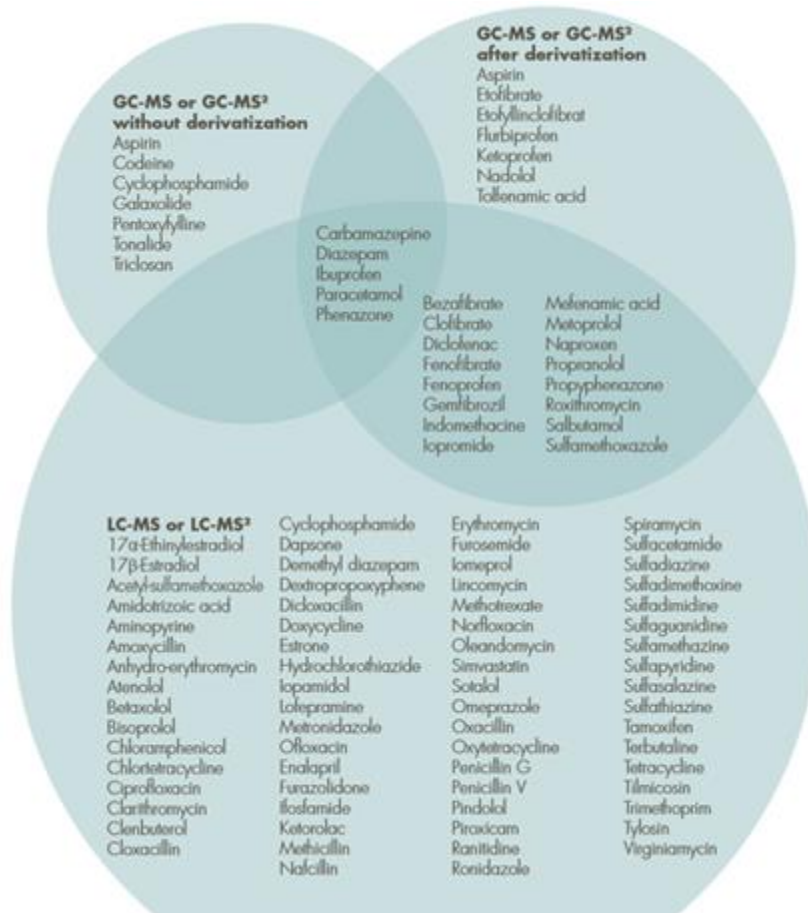 GC-MS or GC-MS²
without derivatization
Aspirin
Codeine
Cyclophosphamide
Galaxolide
Pentoxyfylline
Tonalide
Triclosan
GC-MS or GC-MS²
after derivatization
Aspirin
Etofibrate
Etofyllinclofibrat
Flurbiprofen
Ketoprofen
Nadolol
Tolfenamic acid
Carbamazepine
Diazepam
Ibuprofen
Paracetamol
Phenazone
Bezafibrate
Clofibrate
Diclofenac
Fenofibrate
Fenoprofen
Gemfibrozil
Indomethacine
Iopromide
Mefenamic acid
Metoprolol
Naproxen
Propranolol
Propyphenazone
Roxithromycin
Salbutamol
Sulfamethoxazole
LC-MS or LC-MS²
17α-Ethinylestradiol
17β-Estradiol
Acetyl-sulfamethoxazole
Amidotrizoic acid
Aminopyrine
Amoxycillin
Anhydro-erythromycin
Atenolol
Betaxolol
Bisoprolol
Chloramphenicol
Chlortetracycline
Ciprofloxacin
Clarithromycin
Clenbuterol
Cloxacillin
Cyclophosphamide
Dapsone
Demethyl diazepam
Dextropropoxyphene
Dicloxacillin
Doxycycline
Estrone
Hydrochlorothiazide
Iopamidol
Lofepramine
Metronidazole
Ofloxacin
Enalapril
Furazolidone
Ifosfamide
Ketorolac
Methicillin
Nafcillin
Erythromycin
Furosemide
Iomeprol
Lincomycin
Methotrexate
Norfloxacin
Oleandomycin
Simvastatin
Sotalol
Omeprazole
Oxacillin
Oxytetracycline
Penicillin G
Penicillin V
Pindolol
Piroxicam
Ranitidine
Ronidazole
Spiramycin
Sulfacetamide
Sulfadiazine
Sulfadimethoxine
Sulfadimidine
Sulfaguanidine
Sulfamethazine
Sulfapyridine
Sulfasalazine
Sulfathiazine
Tamoxifen
Terbutaline
Tetracycline
Tilmicosin
Trimethoprim
Tylosin
Virginiamycin